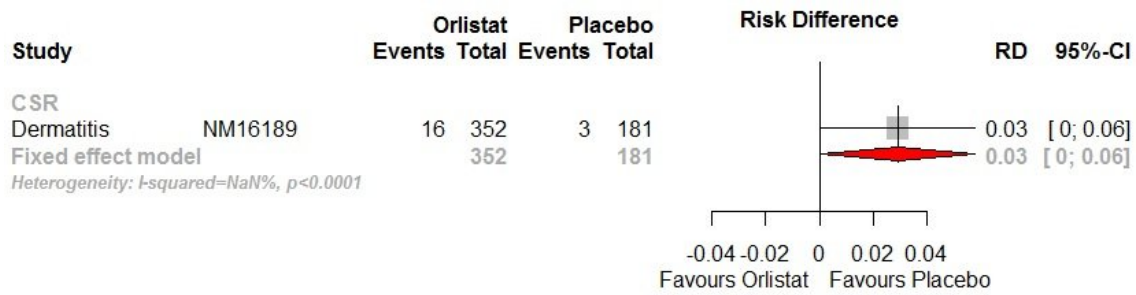 Orlistat Placebo Risk Difference
Study Events Total Events Total RD 95%-CI
CSR
Dermatitis NM16189 16 352 3 181 0.03 [ 0; 0.06]
Fixed effect model 352 181 0.03 [ 0; 0.06]
Heterogeneity: I-squared=NaN%, p<0.0001
-0.04 -0.02 0 0.02 0.04
Favours Orlistat Favours Placebo